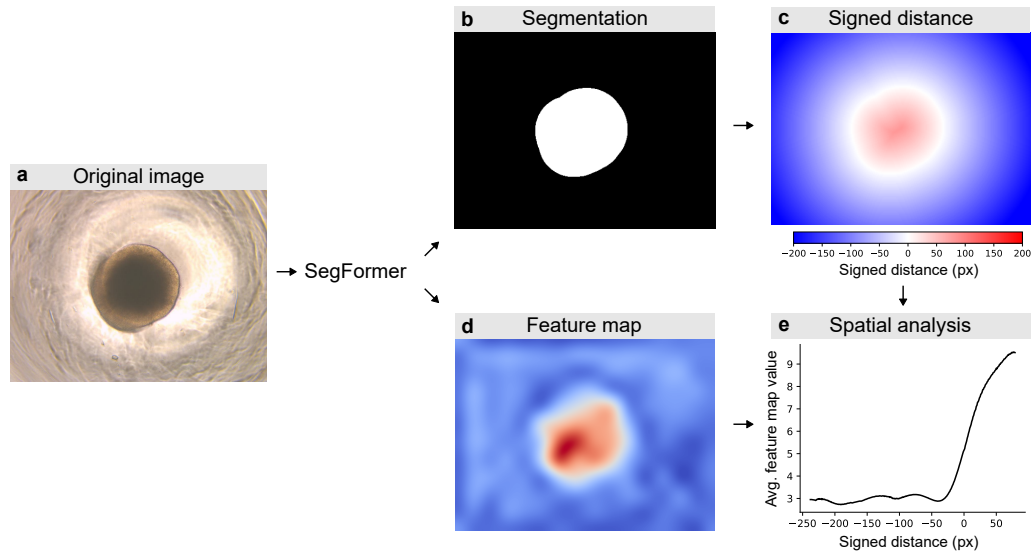 a Original image
SegFormer
b Segmentation
c Signed distance
−200 −150 −100 −50 0 50 100 150 200
Signed distance (px)
d Feature map
e Spatial analysis
Avg. feature map value
9
8
7
6
5
4
3
−250 −200 −150 −100 −50 0 50
Signed distance (px)